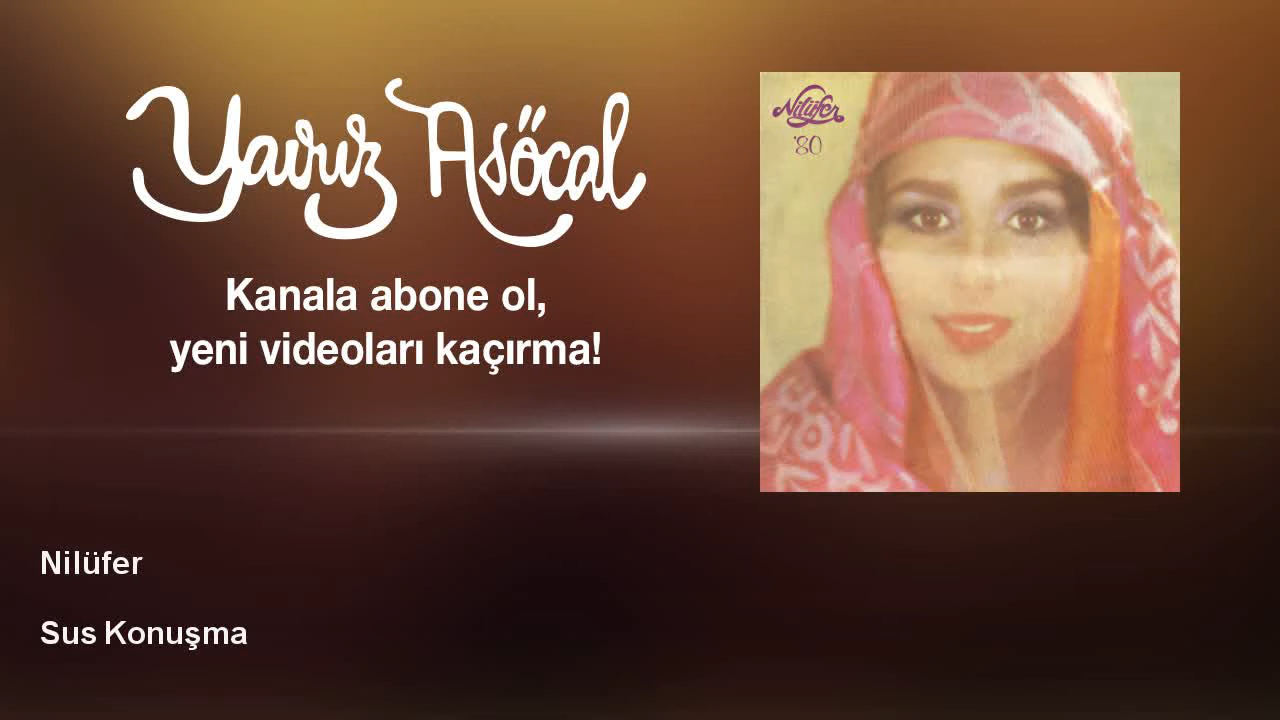 Yavuz Asöcal
Kanala abone ol,
yeni videoları kaçırma!
Nilüfer
'80
Nilüfer
Sus Konuşma